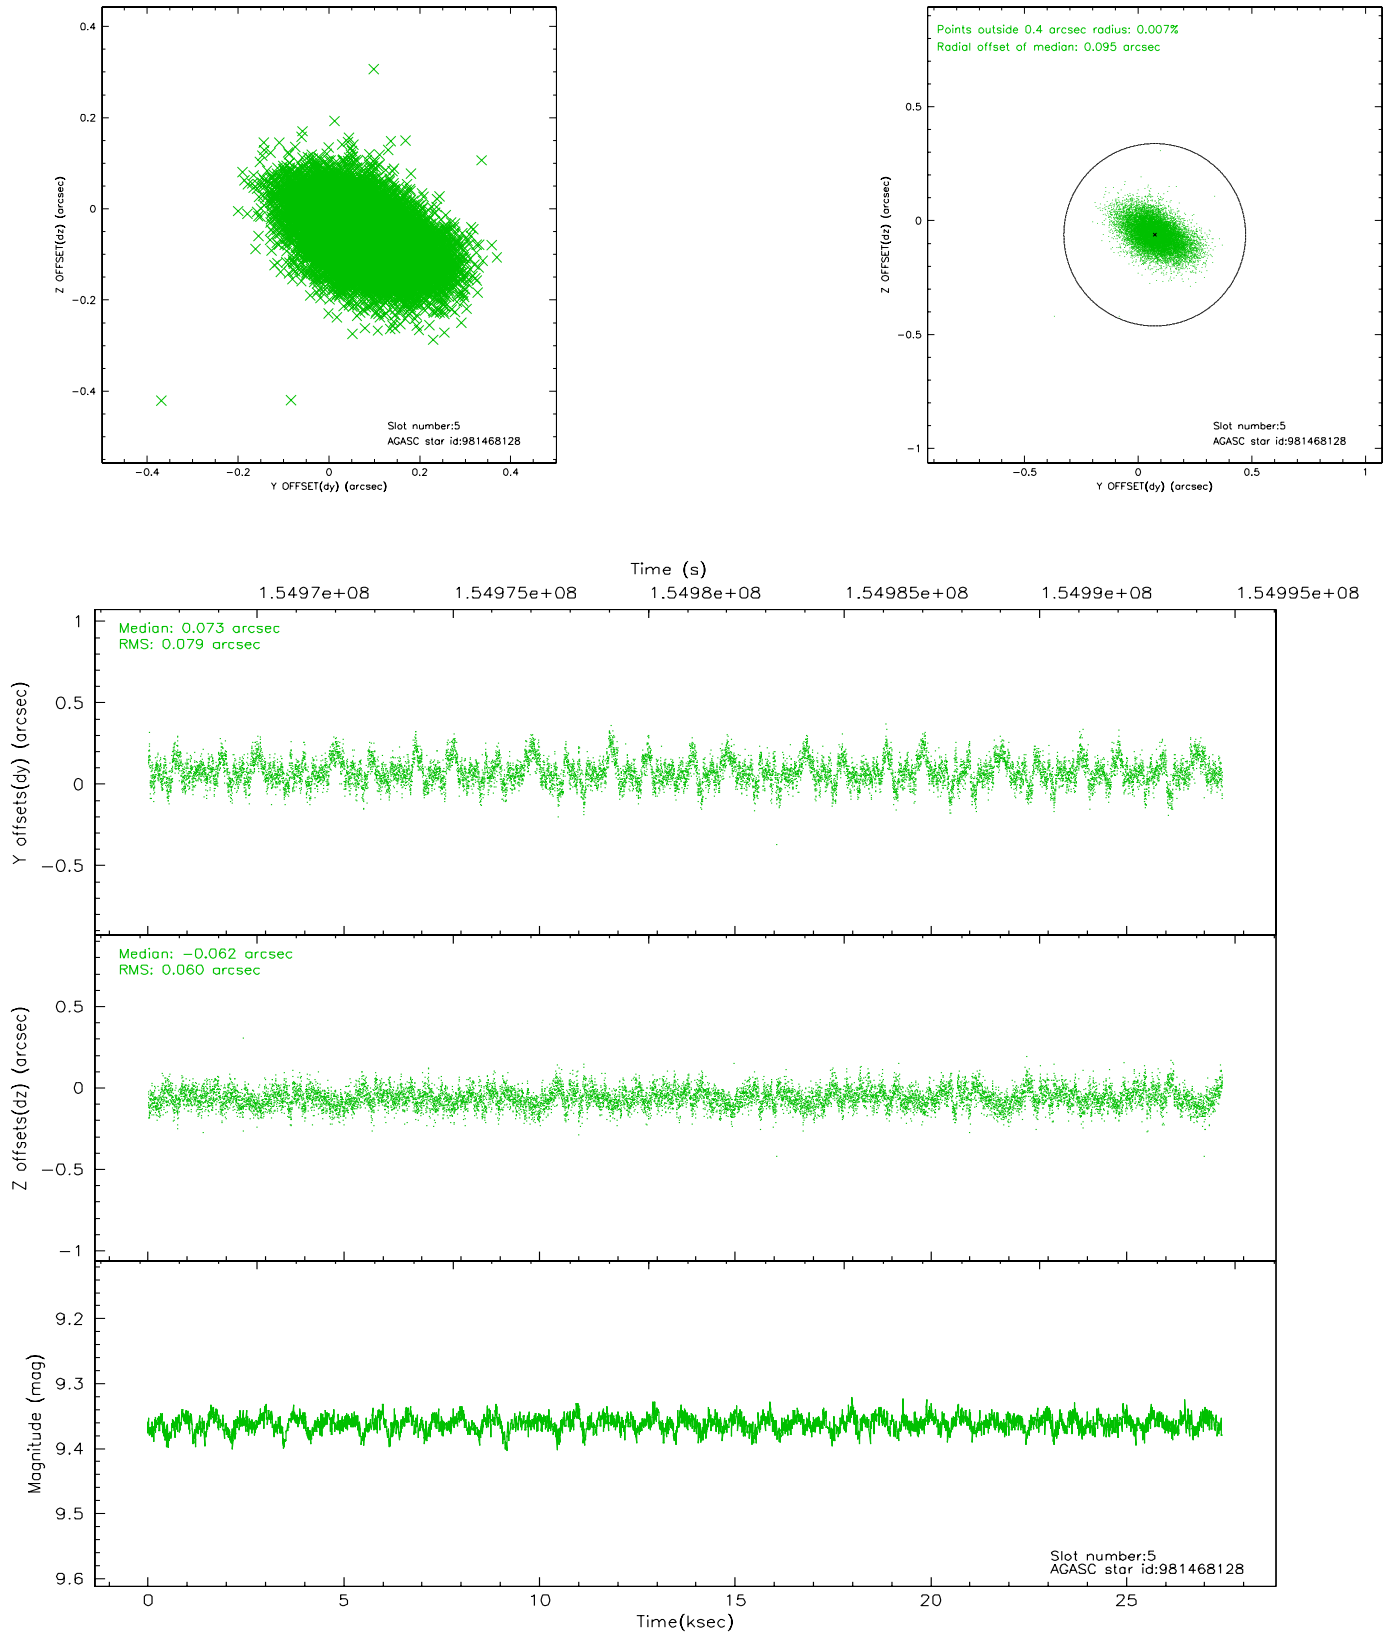 0.4
0.2
0
−0.2
−0.4
Z OFFSET(dz) (arcsec)
−0.4 −0.2 0 0.2 0.4
Y OFFSET(dy) (arcsec)
Slot number:5
AGASC star id:981468128
Points outside 0.4 arcsec radius: 0.007%
Radial offset of median: 0.095 arcsec
0.5
0
−0.5
−1
Z OFFSET(dz) (arcsec)
−0.5 0 0.5 1
Y OFFSET(dy) (arcsec)
Slot number:5
AGASC star id:981468128
Time (s)
1.5497e+08 1.54975e+08 1.5498e+08 1.54985e+08 1.5499e+08 1.54995e+08
Median: 0.073 arcsec
RMS: 0.079 arcsec
1
0.5
0
−0.5
Y offsets(dy) (arcsec)
Median: −0.062 arcsec
RMS: 0.060 arcsec
0.5
0
−0.5
−1
Z offsets(dz) (arcsec)
9.2
9.3
9.4
9.5
9.6
Magnitude (mag)
Slot number:5
AGASC star id:981468128
0 5 10 15 20 25
Time(ksec)